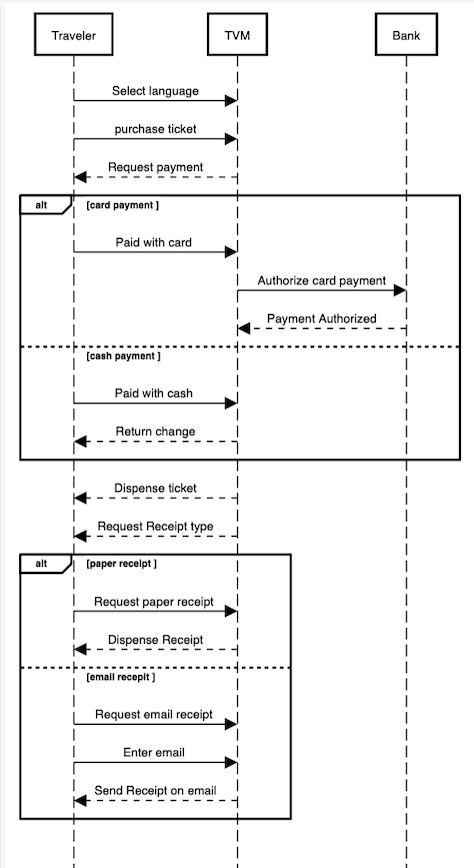 Traveler
TVM
Bank
Select language
purchase ticket
Request payment
alt
[card payment ]
Paid with card
Authorize card payment
Payment Authorized
[cash payment ]
Paid with cash
Return change
Dispense ticket
Request Receipt type
alt
[paper receipt ]
Request paper receipt
Dispense Receipt
[email recepit ]
Request email receipt
Enter email
Send Receipt on email